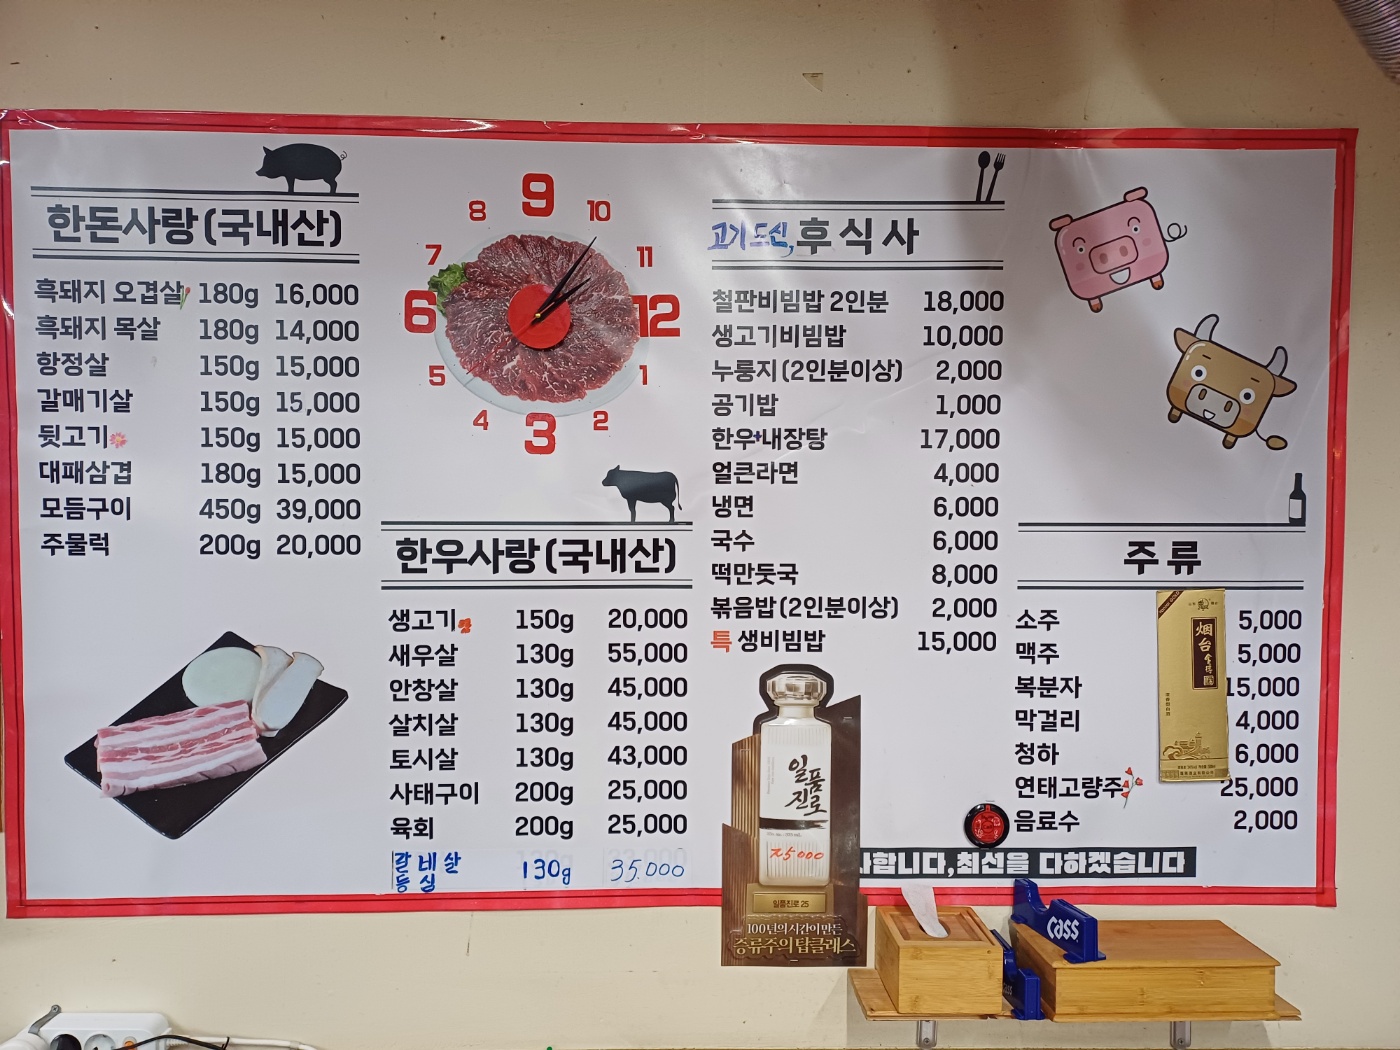 한돈사랑(국내산)
흑돼지 오겹살 180g 16,000
흑돼지 목살 180g 14,000
항정살 150g 15,000
갈매기살 150g 15,000
뒷고기 150g 15,000
대패삼겹 180g 15,000
모듬구이 450g 39,000
주물럭 200g 20,000
9
8 10
7 11
6 12
5 1
4 2
3
한우사랑(국내산)
생고기 150g 20,000
새우살 130g 55,000
안창살 130g 45,000
살치살 130g 45,000
토시살 130g 43,000
사태구이 200g 25,000
육회 200g 25,000
갈비살 130g 35.000
등심
고기드신, 후식사
철판비빔밥 2인분 18,000
생고기비빔밥 10,000
누룽지(2인분이상) 2,000
공기밥 1,000
한우+내장탕 17,000
얼큰라면 4,000
냉면 6,000
국수 6,000
떡만둣국 8,000
볶음밥(2인분이상) 2,000
특 생비빔밥 15,000
일품
진로
일품진로 25
100년의 시간이 만든
증류주의 탑클래스
주류
소주 5,000
맥주 5,000
복분자 15,000
막걸리 4,000
청하 6,000
연태고량주 25,000
음료수 2,000
烟台
사합니다, 최선을 다하겠습니다
Cass